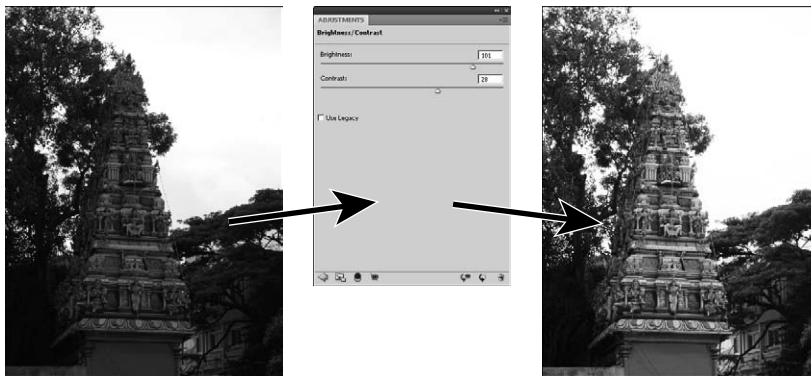 ADJUSTMENTS
Brightness/Contrast
Brightness: 101
Contrast: 28
Use Legacy